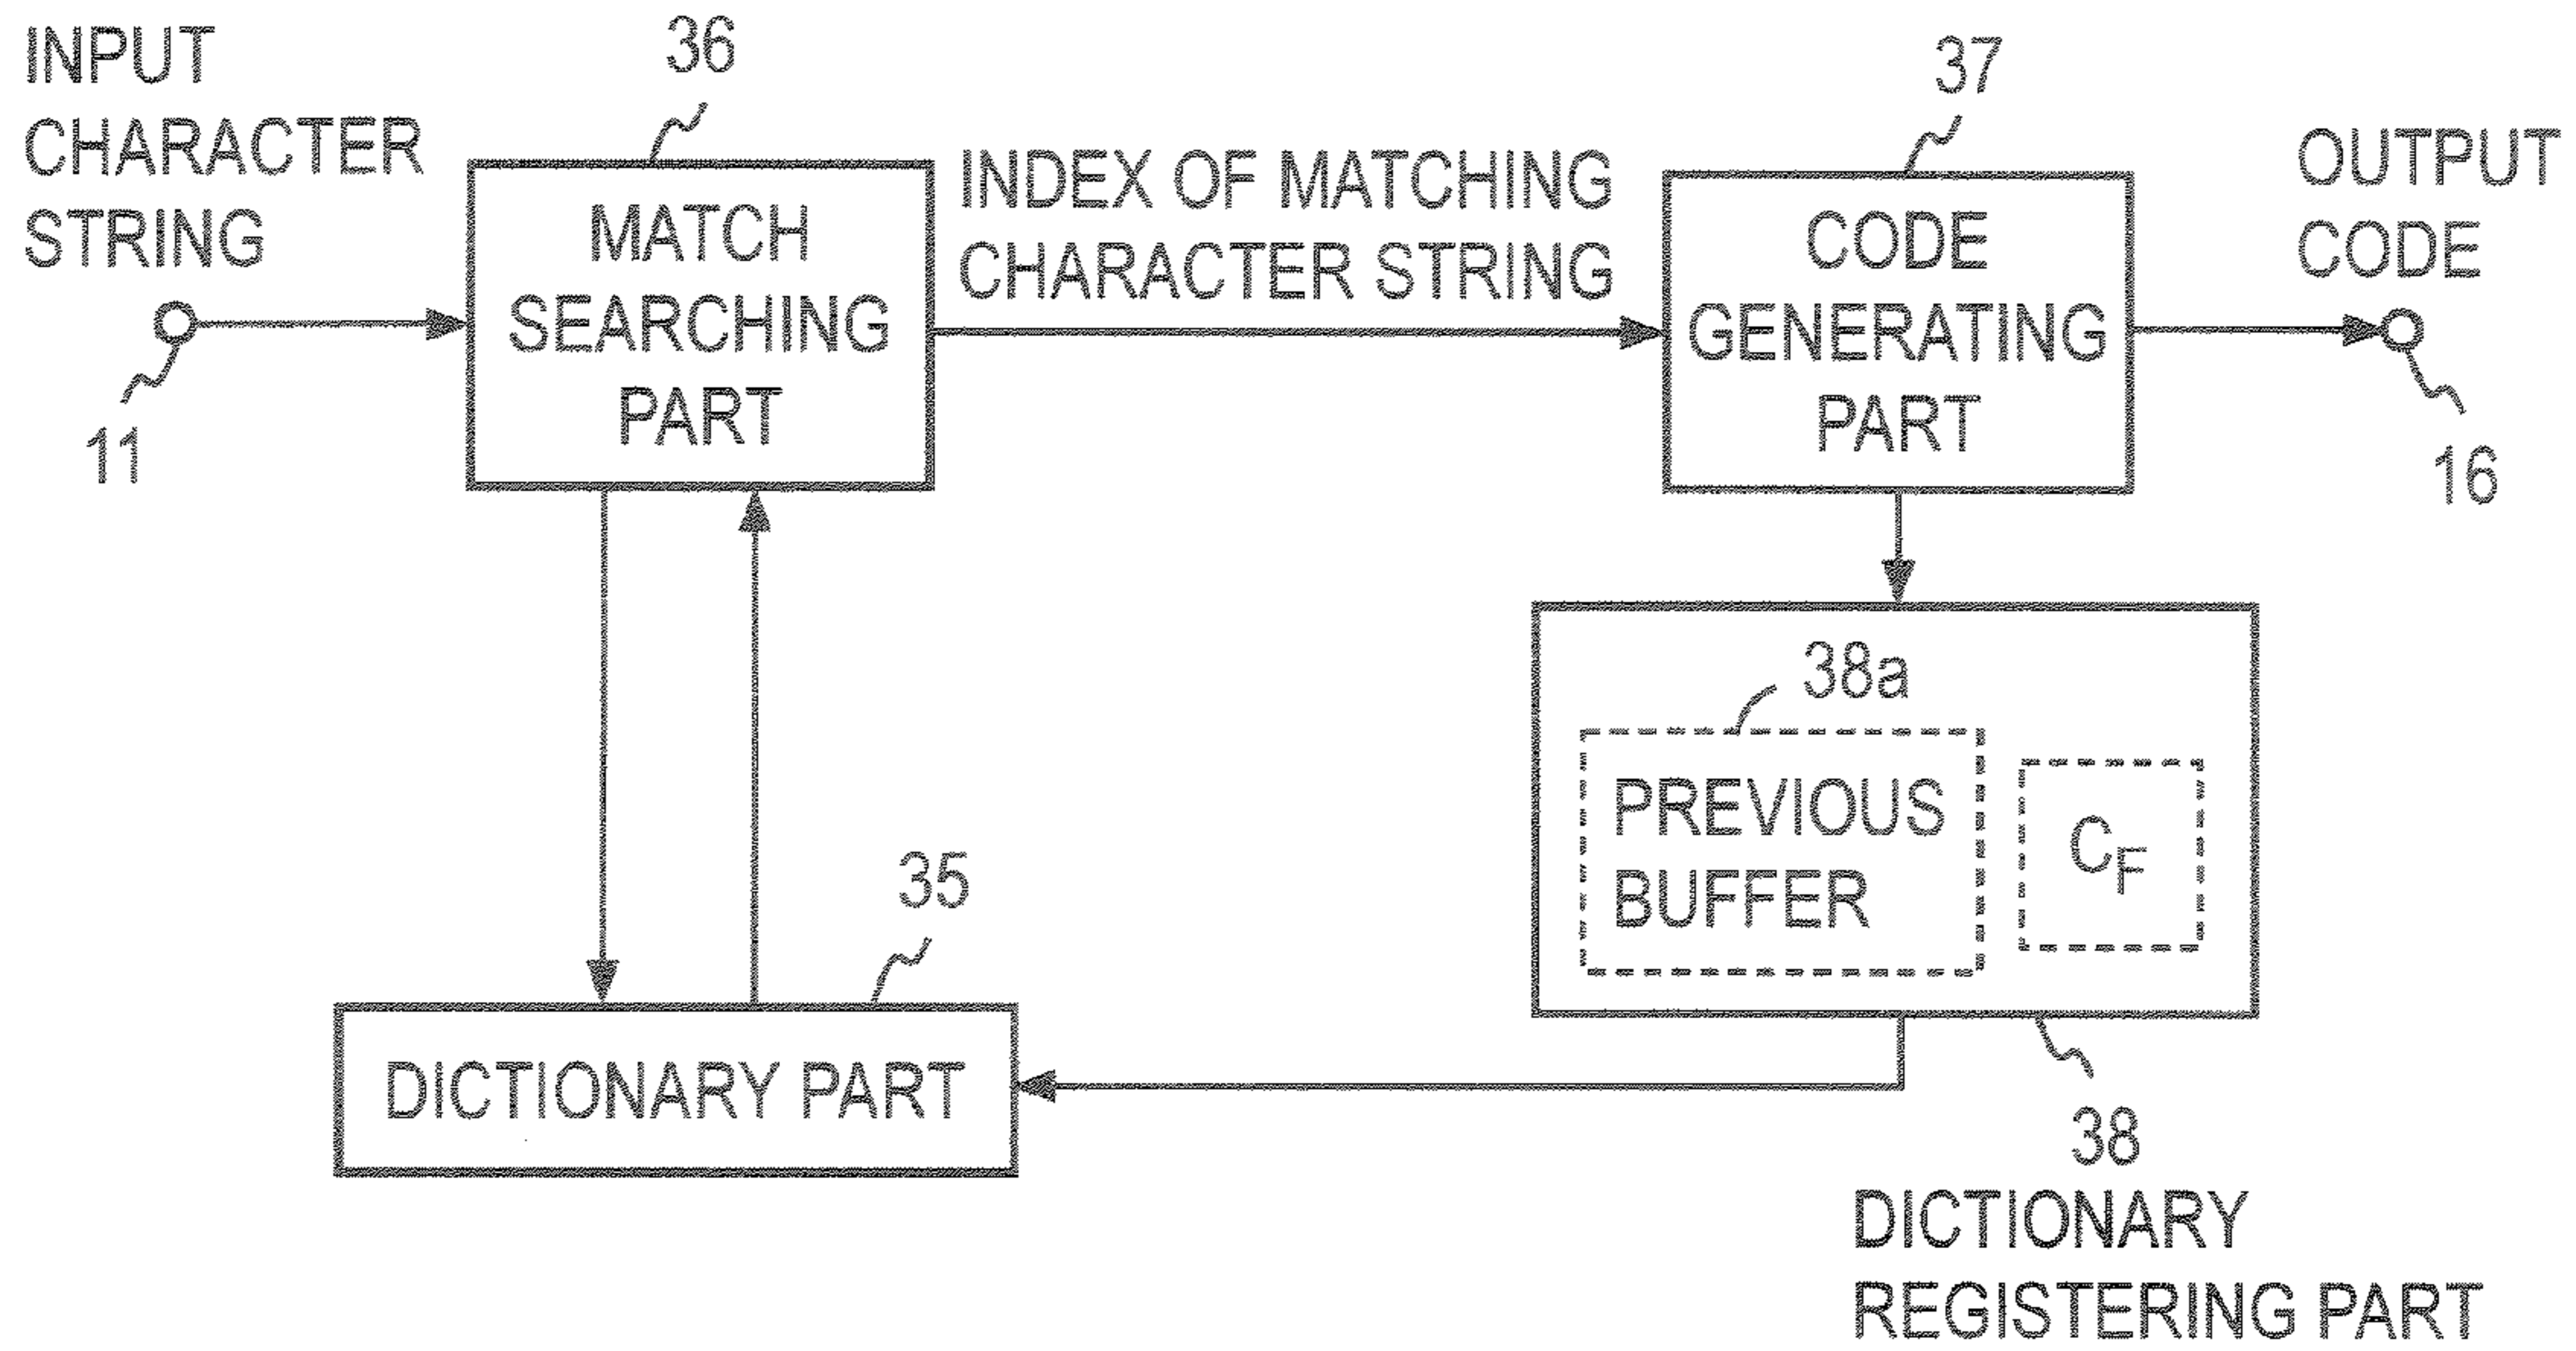 INPUT
CHARACTER
STRING
11
36
MATCH
SEARCHING
PART
INDEX OF MATCHING
CHARACTER STRING
37
CODE
GENERATING
PART
OUTPUT
CODE
16
38a
PREVIOUS
BUFFER
CF
35
DICTIONARY PART
38
DICTIONARY
REGISTERING PART